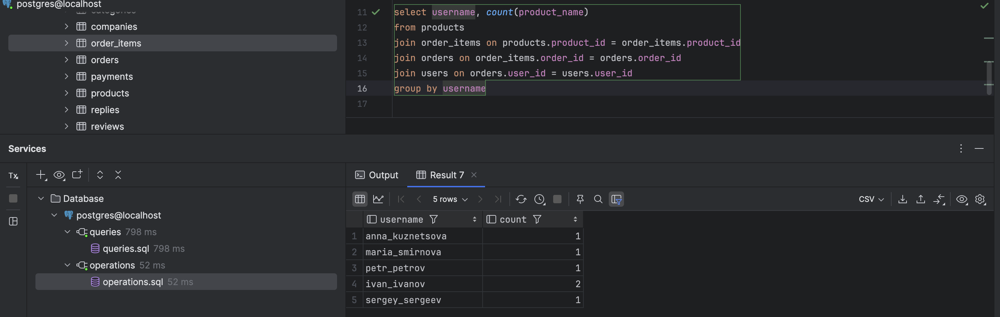 postgres@localhost
categories
companies
order_items
orders
payments
products
replies
reviews
11 select username, count(product_name)
12 from products
13 join order_items on products.product_id = order_items.product_id
14 join orders on order_items.order_id = orders.order_id
15 join users on orders.user_id = users.user_id
16 group by username
17
Services
Tx
Database
postgres@localhost
queries 798 ms
queries.sql 798 ms
operations 52 ms
operations.sql 52 ms
Output Result 7
5 rows CSV
username count
1 anna_kuznetsova 1
2 maria_smirnova 1
3 petr_petrov 1
4 ivan_ivanov 2
5 sergey_sergeev 1